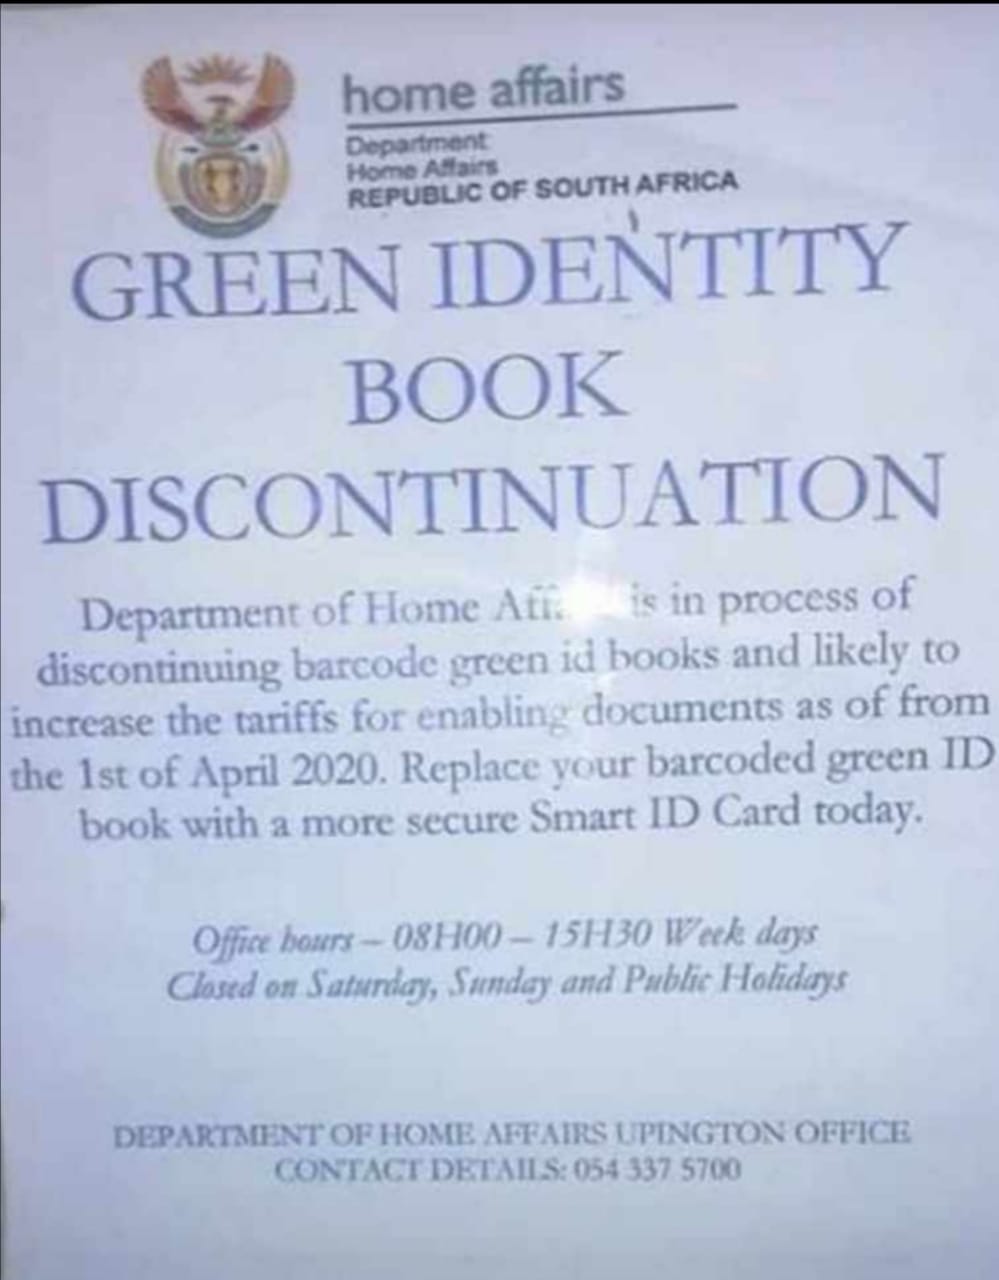 home affairs
Department:
Home Affairs
REPUBLIC OF SOUTH AFRICA
GREEN IDENTITY
BOOK
DISCONTINUATION
Department of Home is in process of
discontinuing barcode green id books and likely to
increase the tariffs for enabling documents as of from
the 1st of April 2020. Replace your barcoded green ID
book with a more secure Smart ID Card today.
Office hours – 08H00 – 15H30 Week days
Closed on Saturday, Sunday and Public Holidays
DEPARTMENT OF HOME AFFAIRS UPINGTON OFFICE
CONTACT DETAILS: 054 337 5700